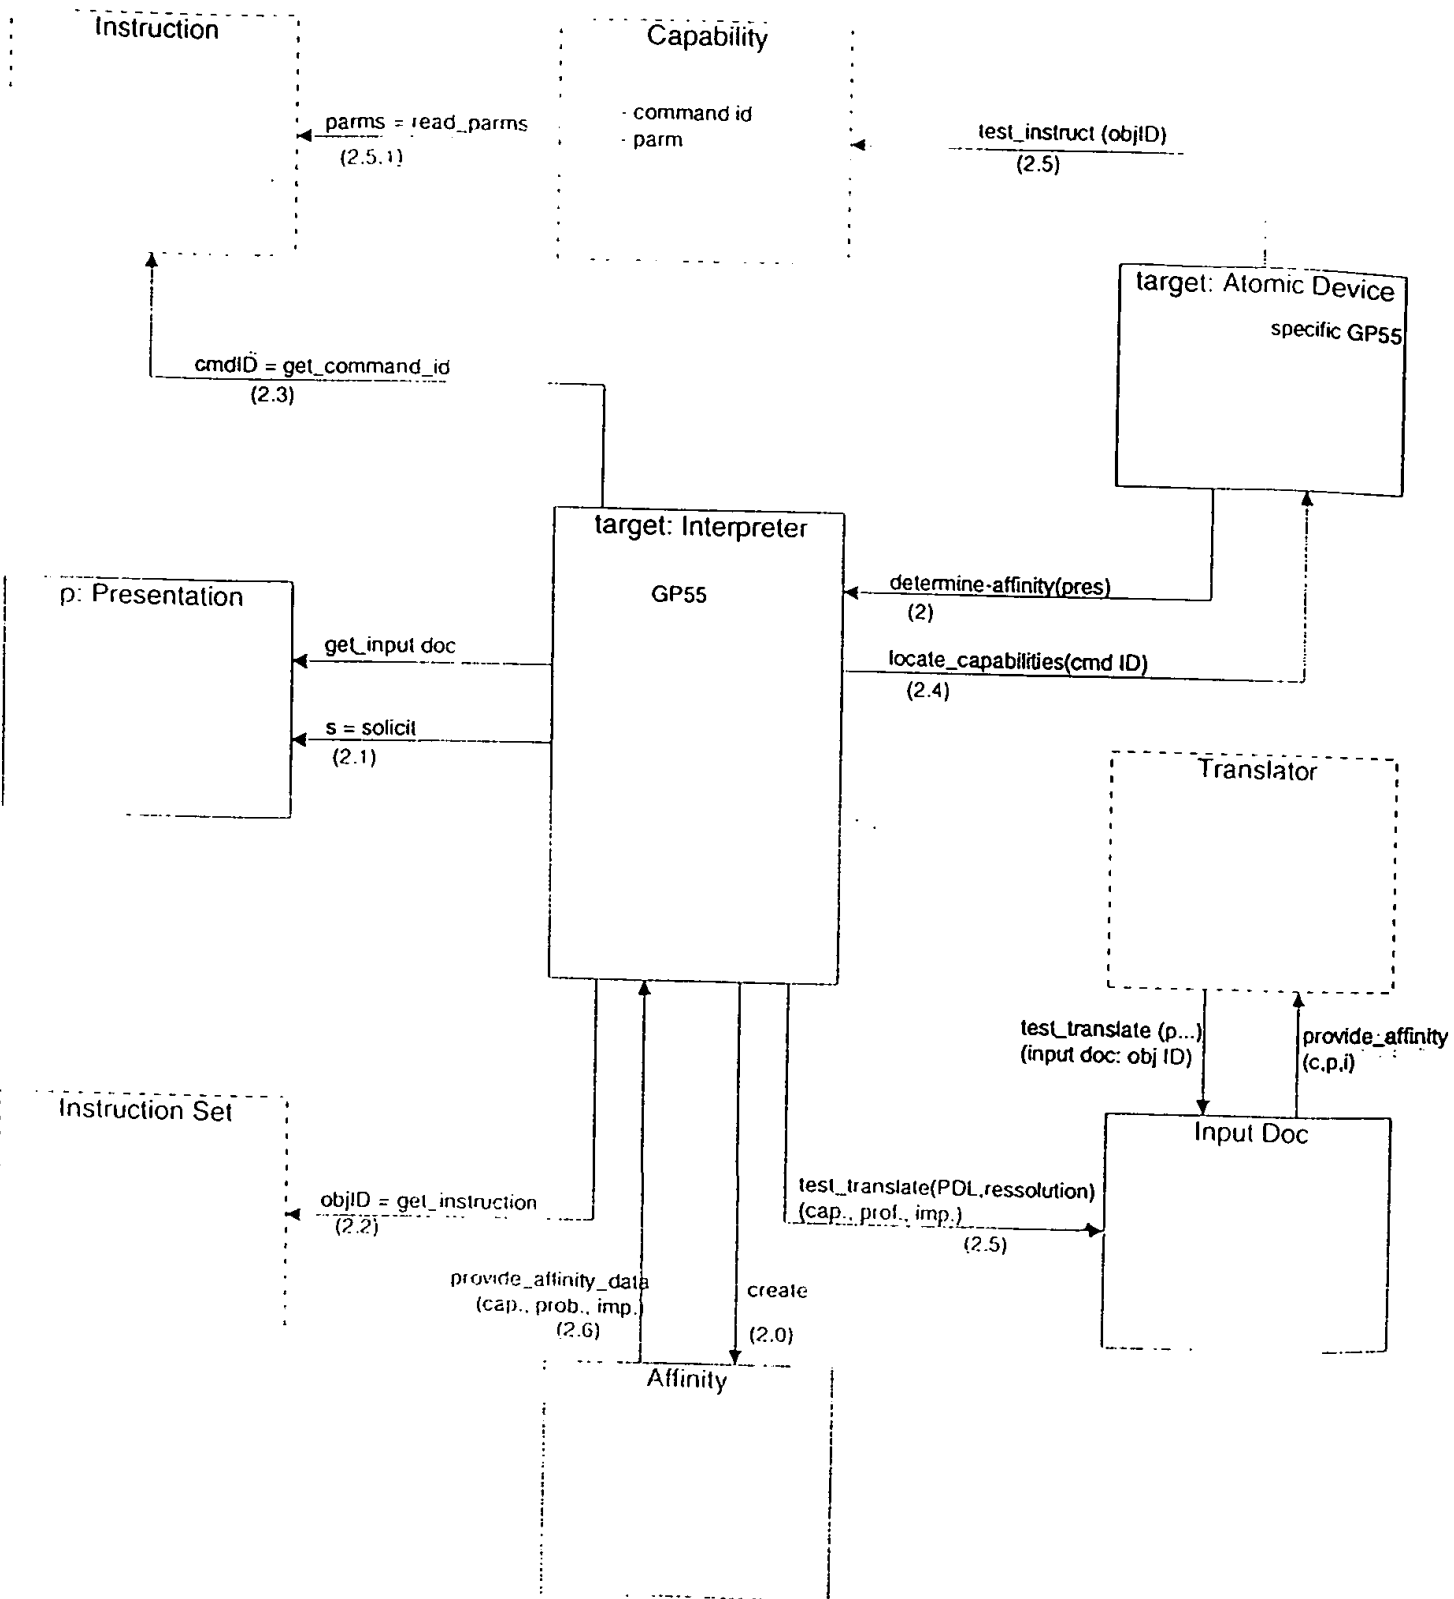 Instruction
Capability
- command id
- parm
parms = read_parms
(2.5.1)
test_instruct (objID)
(2.5)
target: Atomic Device
specific GP55
cmdID = get_command_id
(2.3)
target: Interpreter
GP55
p: Presentation
determine-affinity(pres)
(2)
get_input doc
locate_capabilities(cmd ID)
(2.4)
s = solicit
(2.1)
Translator
test_translate (p...)
(input doc: obj ID)
provide_affinity
(c,p,i)
Instruction Set
Input Doc
objID = get_instruction
(2.2)
test_translate(PDL,ressolution)
(cap., prof., imp.)
(2.5)
provide_affinity_data
(cap., prob., imp.)
(2.6)
create
(2.0)
Affinity